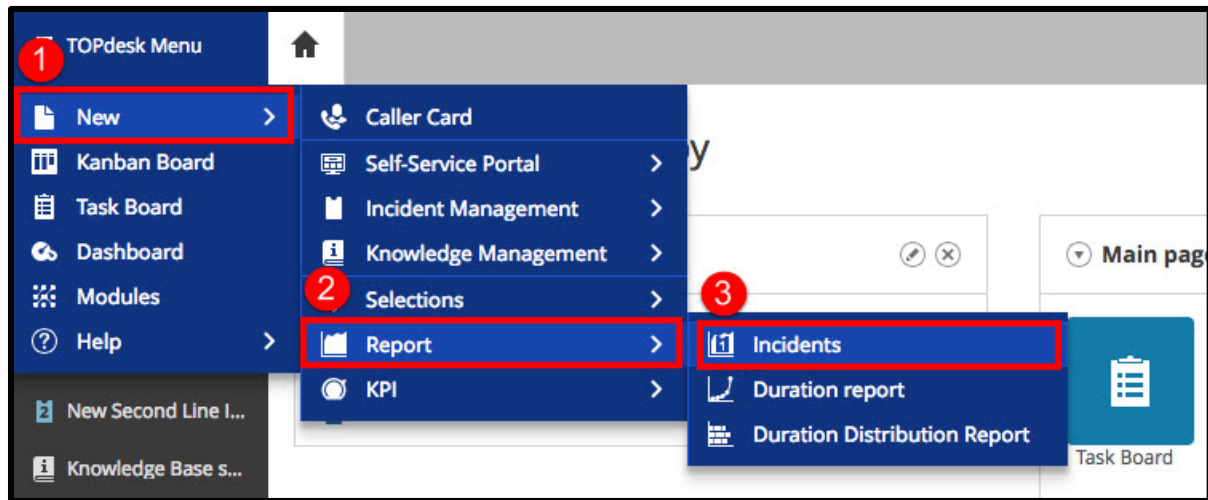 TOPdesk Menu
1
New
Kanban Board
Task Board
Dashboard
Modules
Help
New Second Line I...
Knowledge Base s...
Caller Card
Self-Service Portal
Incident Management
Knowledge Management
2
Selections
Report
KPI
3
Incidents
Duration report
Duration Distribution Report
y
Main pag
Task Board